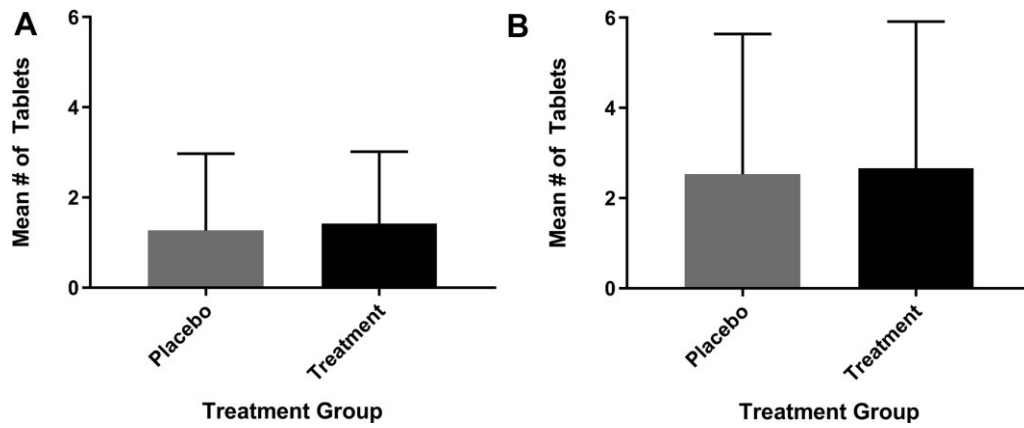 A
Mean # of Tablets
6
4
2
0
Placebo
Treatment
Treatment Group
B
Mean # of Tablets
6
4
2
0
Placebo
Treatment
Treatment Group